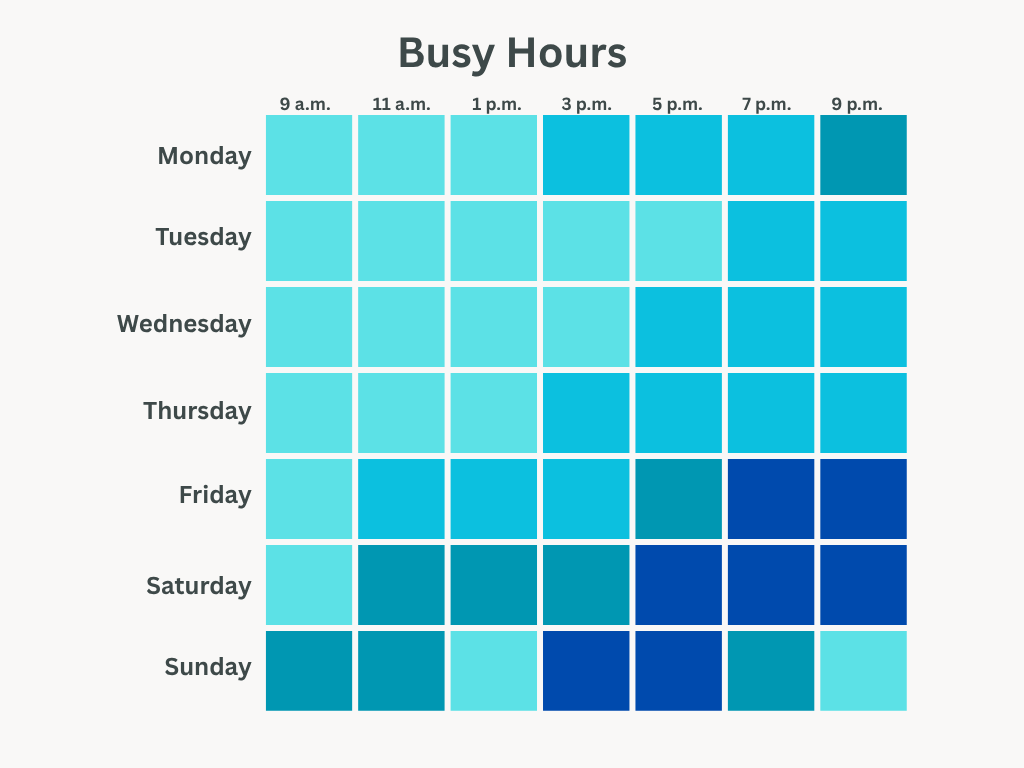 Busy Hours
9 a.m. 11 a.m. 1 p.m. 3 p.m. 5 p.m. 7 p.m. 9 p.m.
Monday
Tuesday
Wednesday
Thursday
Friday
Saturday
Sunday